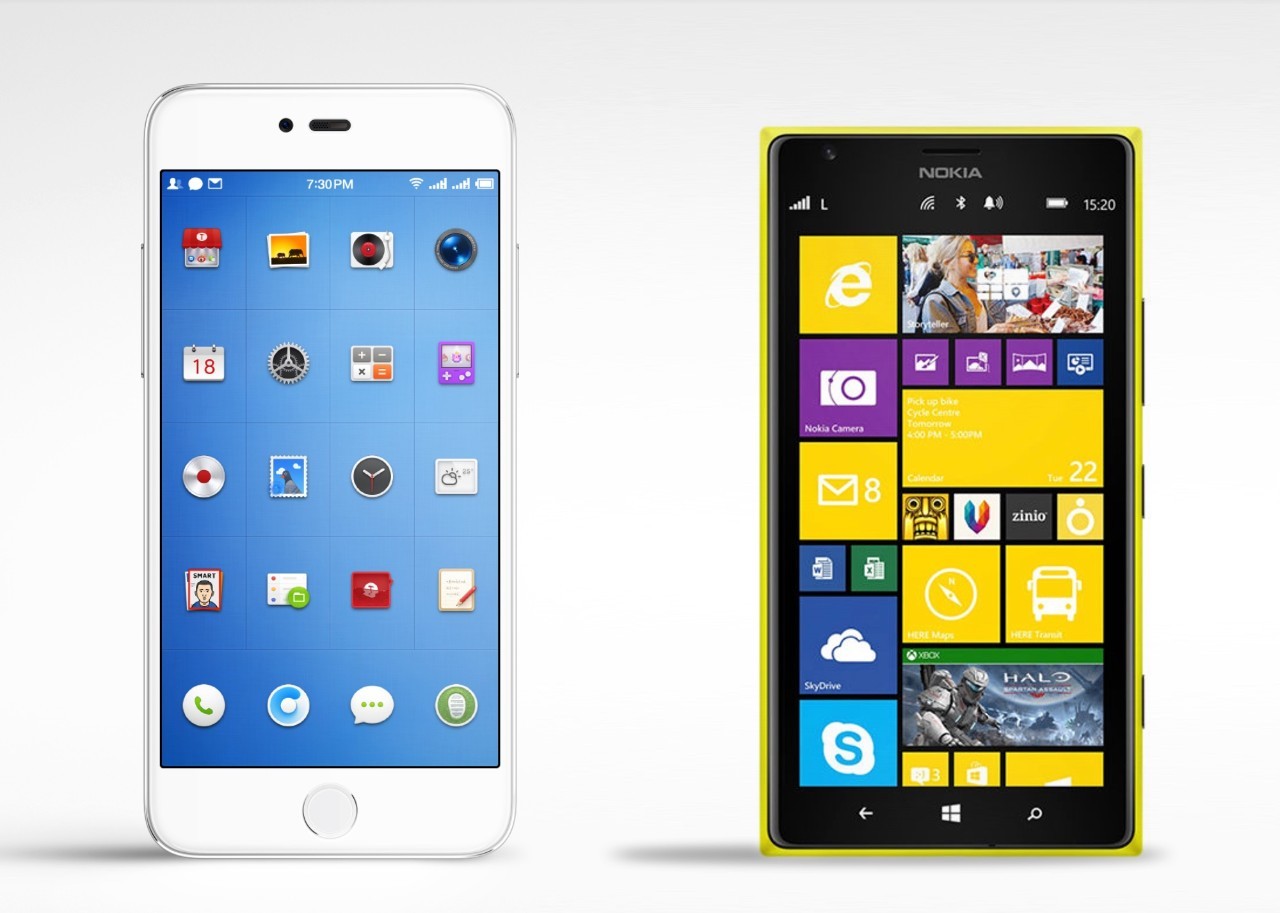 7:30PM
T
18
+ −
× =
28°
SMART
NOKIA
L
15:20
Storyteller
Nokia Camera
Pick up bike
Cycle Centre
Tomorrow
4:00 PM - 5:00PM
Calendar
Tue 22
8
zinio
W
X
HERE Maps
HERE Transit
SkyDrive
XBOX
HALO
SPARTAN ASSAULT
S
3